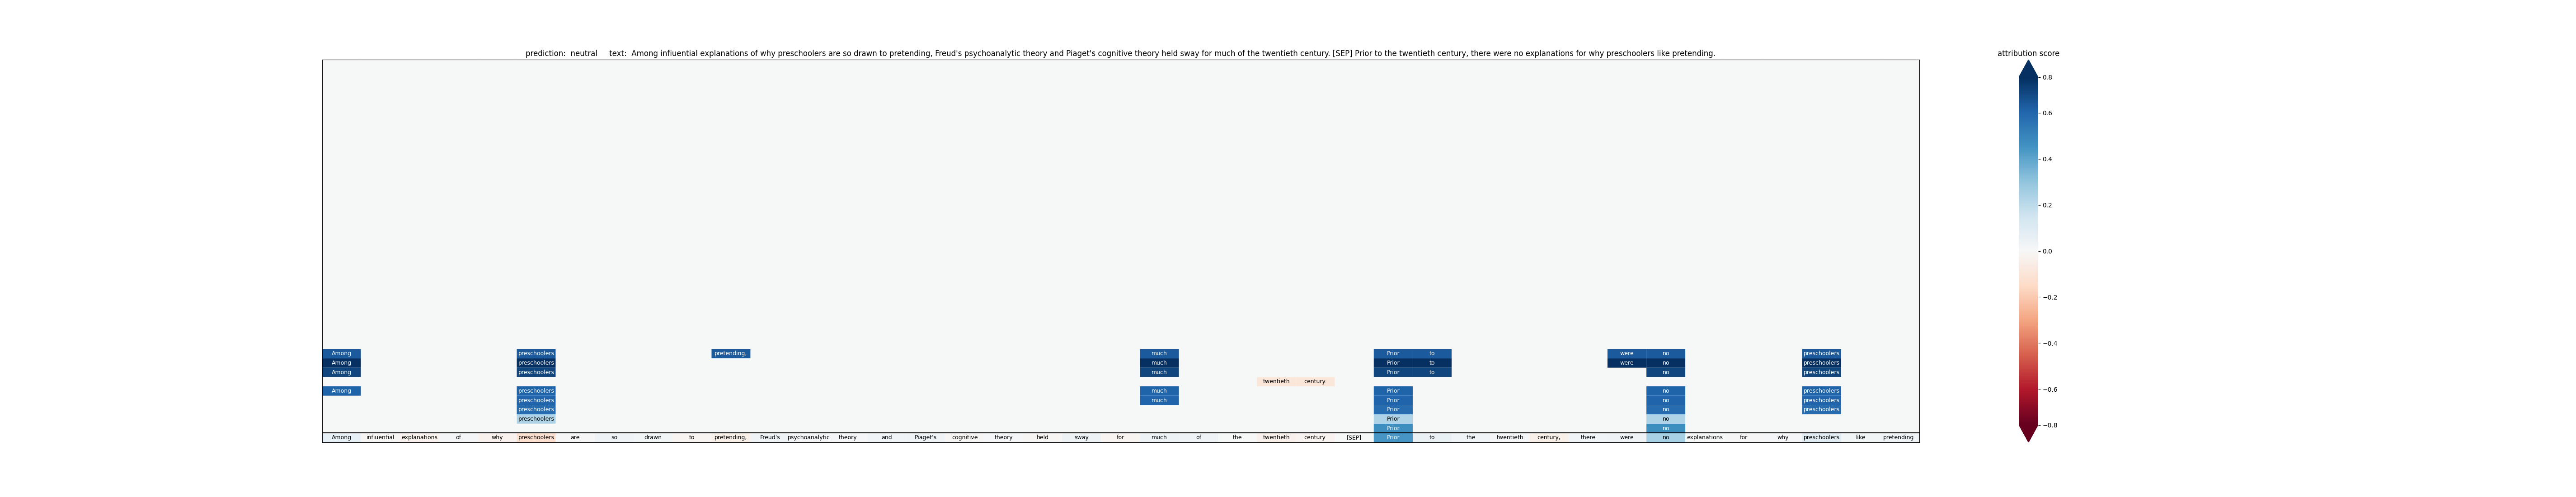 prediction:  neutral     text:  Among infiuential explanations of why preschoolers are so drawn to pretending, Freud's psychoanalytic theory and Piaget's cognitive theory held sway for much of the twentieth century. [SEP] Prior to the twentieth century, there were no explanations for why preschoolers like pretending.
attribution score
0.8
0.6
0.4
0.2
0.0
−0.2
−0.4
−0.6
−0.8
Among preschoolers pretending, much Prior to were no preschoolers
Among preschoolers much Prior to were no preschoolers
Among preschoolers much Prior to no preschoolers
twentieth century.
Among preschoolers much Prior no preschoolers
preschoolers much Prior no preschoolers
preschoolers Prior no preschoolers
preschoolers Prior no
Prior no
Among infiuential explanations of why preschoolers are so drawn to pretending, Freud's psychoanalytic theory and Piaget's cognitive theory held sway for much of the twentieth century. [SEP] Prior to the twentieth century, there were no explanations for why preschoolers like pretending.